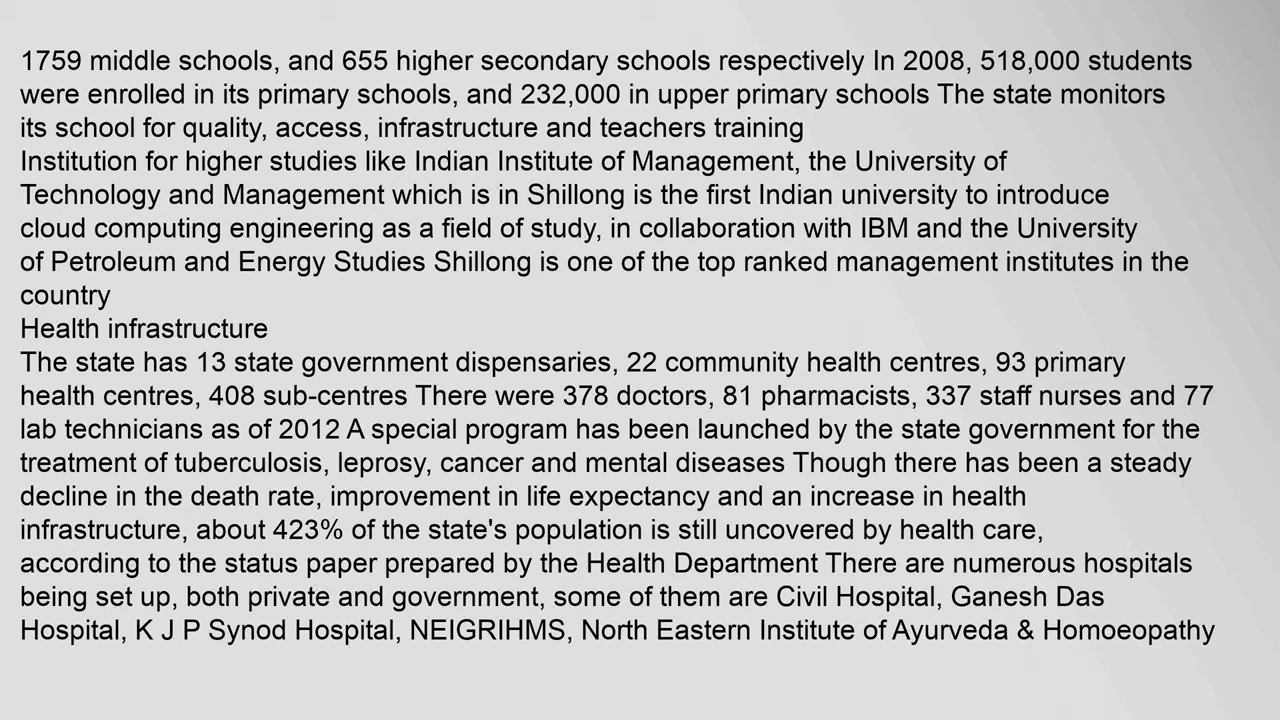 1759 middle schools, and 655 higher secondary schools respectively In 2008, 518,000 students
were enrolled in its primary schools, and 232,000 in upper primary schools The state monitors
its school for quality, access, infrastructure and teachers training
Institution for higher studies like Indian Institute of Management, the University of
Technology and Management which is in Shillong is the first Indian university to introduce
cloud computing engineering as a field of study, in collaboration with IBM and the University
of Petroleum and Energy Studies Shillong is one of the top ranked management institutes in the
country
Health infrastructure
The state has 13 state government dispensaries, 22 community health centres, 93 primary
health centres, 408 sub-centres There were 378 doctors, 81 pharmacists, 337 staff nurses and 77
lab technicians as of 2012 A special program has been launched by the state government for the
treatment of tuberculosis, leprosy, cancer and mental diseases Though there has been a steady
decline in the death rate, improvement in life expectancy and an increase in health
infrastructure, about 423% of the state's population is still uncovered by health care,
according to the status paper prepared by the Health Department There are numerous hospitals
being set up, both private and government, some of them are Civil Hospital, Ganesh Das
Hospital, K J P Synod Hospital, NEIGRIHMS, North Eastern Institute of Ayurveda & Homoeopathy